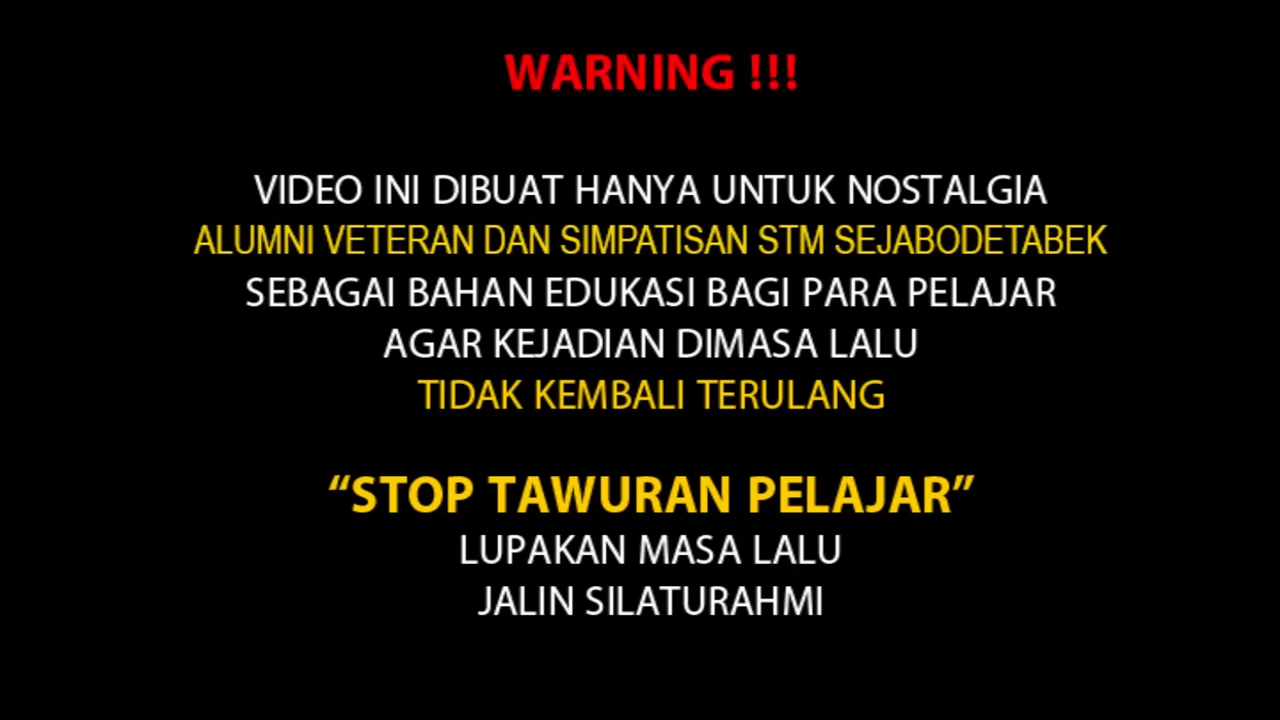 WARNING !!!
VIDEO INI DIBUAT HANYA UNTUK NOSTALGIA
ALUMNI VETERAN DAN SIMPATISAN STM SEJABODETABEK
SEBAGAI BAHAN EDUKASI BAGI PARA PELAJAR
AGAR KEJADIAN DIMASA LALU
TIDAK KEMBALI TERULANG
“STOP TAWURAN PELAJAR”
LUPAKAN MASA LALU
JALIN SILATURAHMI